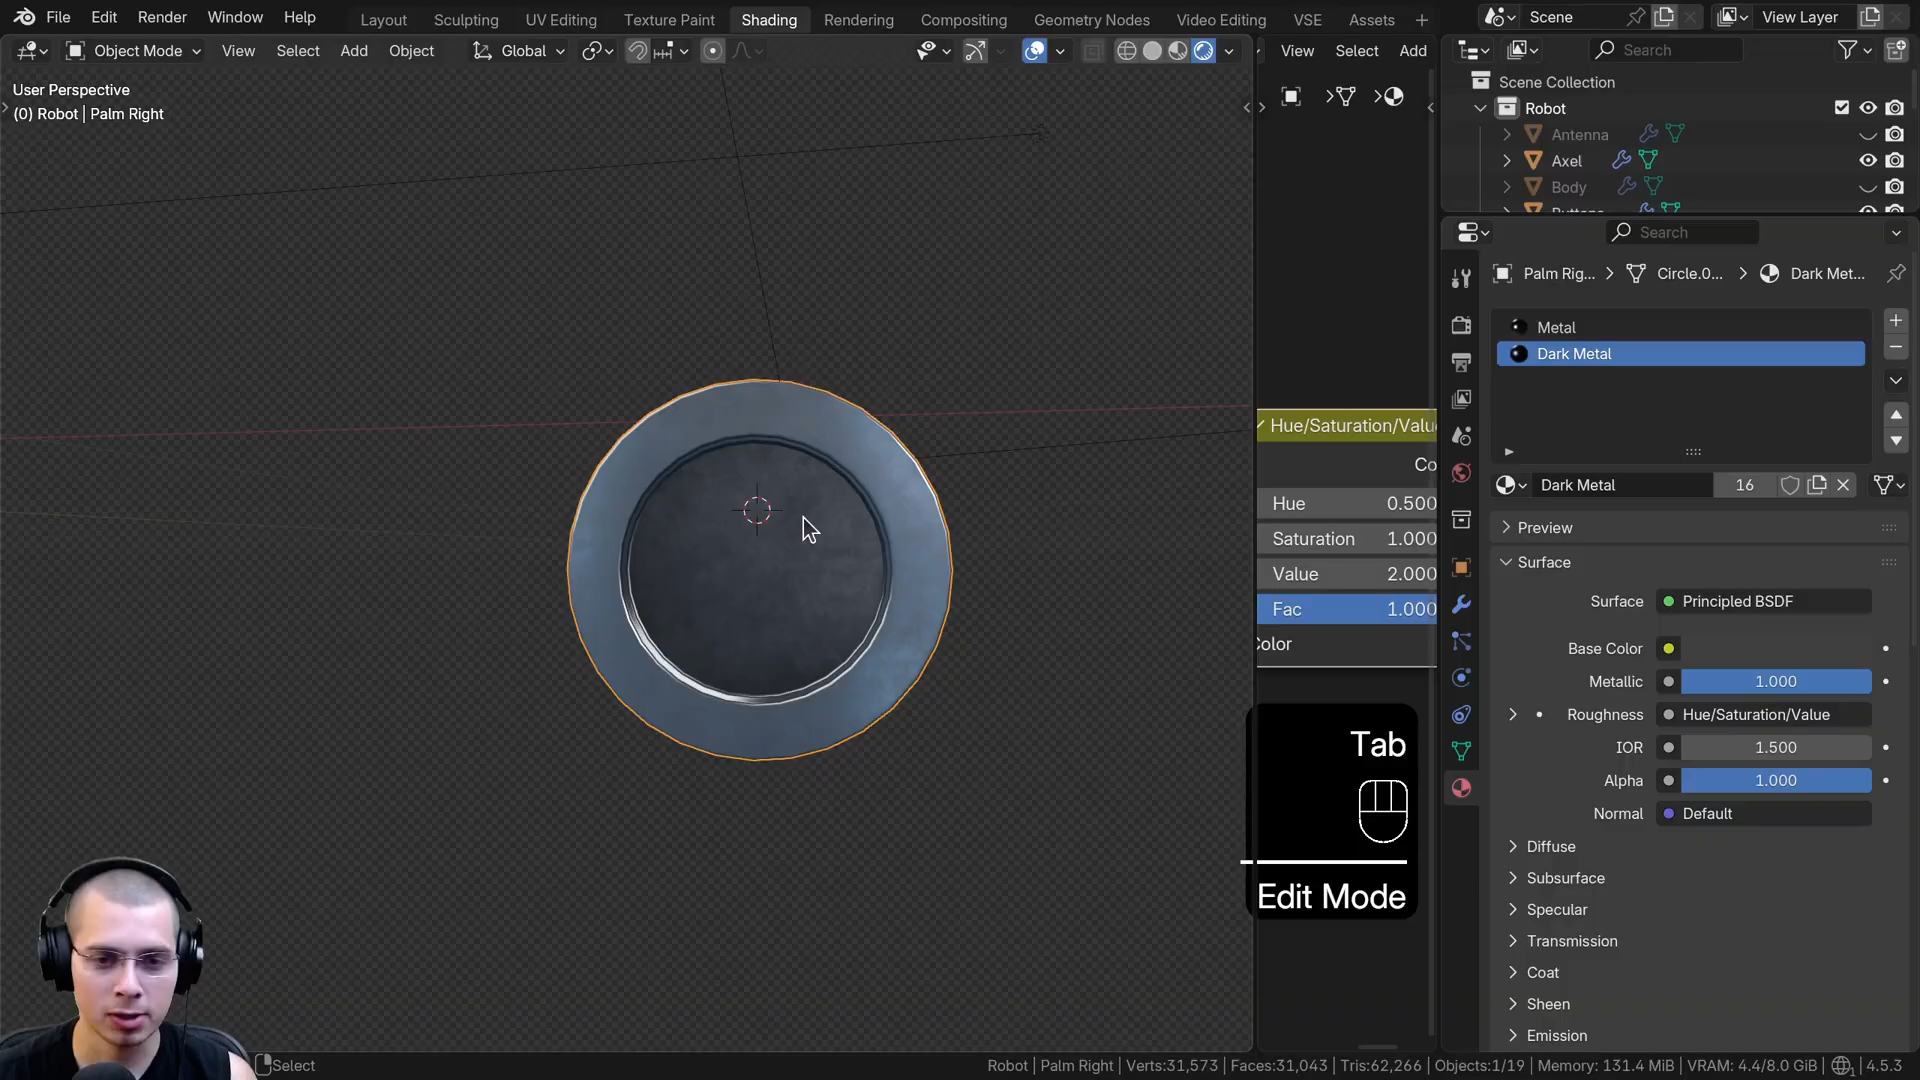 File Edit Render Window Help Layout Sculpting UV Editing Texture Paint Shading Rendering Compositing Geometry Nodes Video Editing VSE Assets Scene View Layer
Object Mode View Select Add Object Global View Select Add Search
User Perspective
(0) Robot | Palm Right
Scene Collection
Robot
Antenna
Axel
Body
Search
Palm Rig... Circle.0... Dark Met...
Metal
Dark Metal
Dark Metal 16
Hue/Saturation/Valu
Co
Hue 0.500
Saturation 1.000
Value 2.000
Fac 1.000
Color
Preview
Surface
Surface Principled BSDF
Base Color
Metallic 1.000
Roughness Hue/Saturation/Value
IOR 1.500
Alpha 1.000
Normal Default
Diffuse
Subsurface
Specular
Transmission
Coat
Sheen
Emission
Tab
Edit Mode
Select
Robot | Palm Right | Verts:31,573 | Faces:31,043 | Tris:62,266 | Objects:1/19 | Memory: 131.4 MiB | VRAM: 4.4/8.0 GiB | 4.5.3